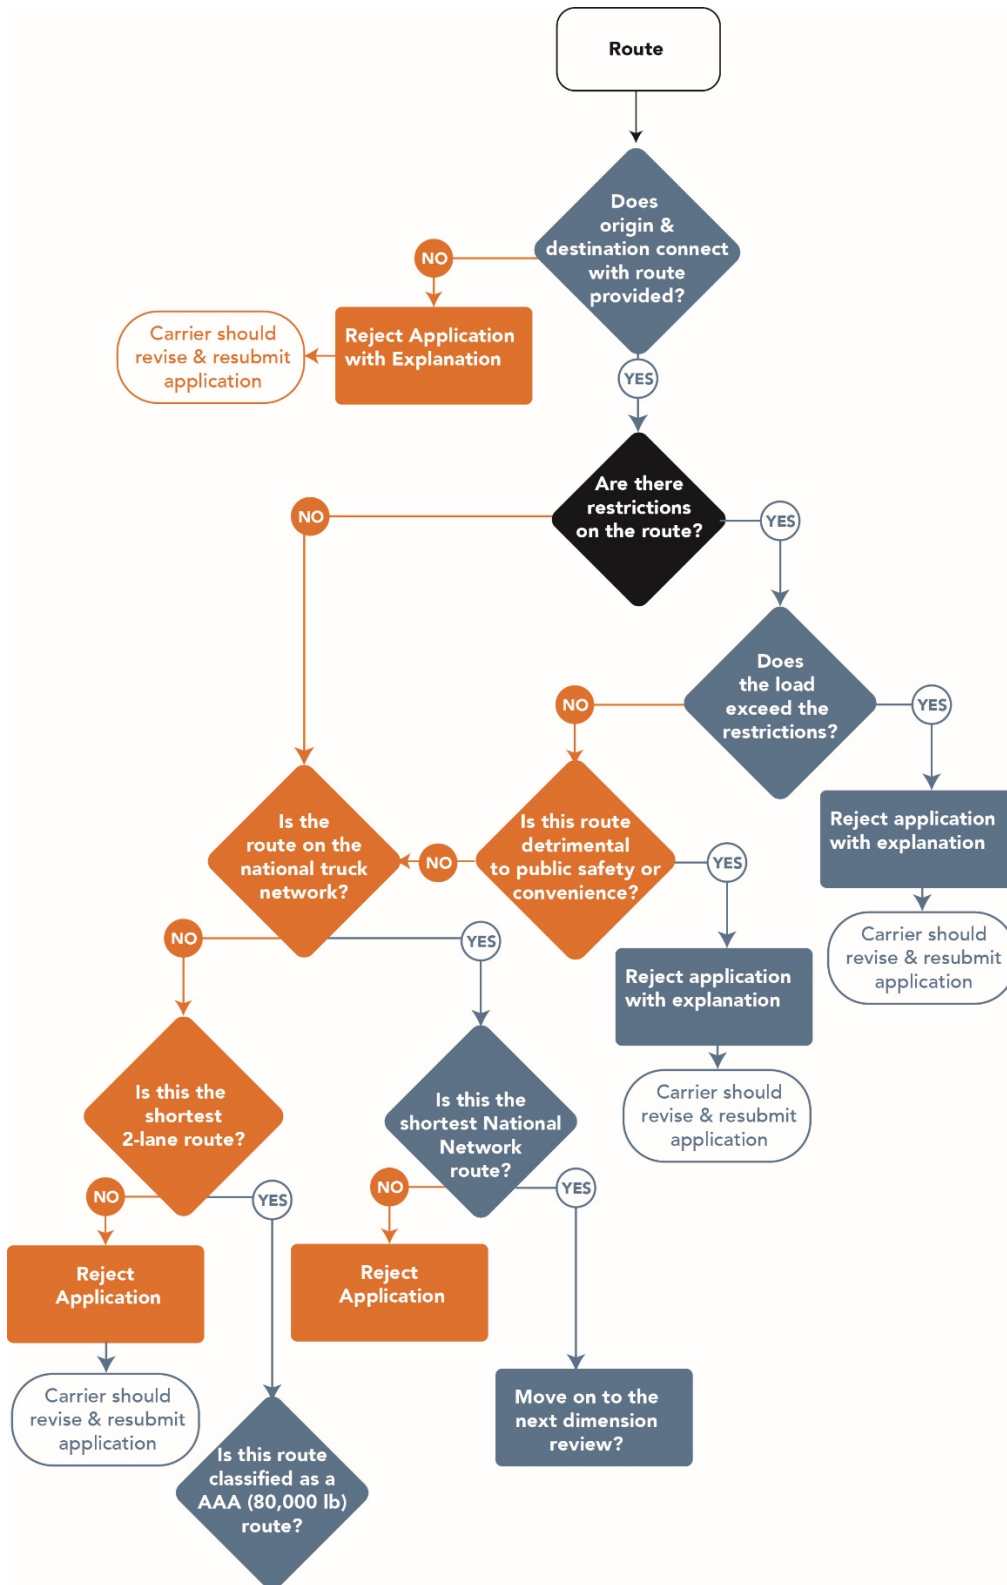 Route
Does
origin &
destination connect
with route
provided?
NO
Reject Application
with Explanation
Carrier should
revise & resubmit
application
YES
Are there
restrictions
on the route?
NO
YES
Does
the load
exceed the
restrictions?
NO
YES
Reject application
with explanation
Carrier should
revise & resubmit
application
Is this route
detrimental
to public safety or
convenience?
NO
YES
Reject application
with explanation
Carrier should
revise & resubmit
application
Is the
route on the
national truck
network?
NO
YES
Is this the
shortest
2-lane route?
NO
YES
Reject
Application
Carrier should
revise & resubmit
application
Is this route
classified as a
AAA (80,000 lb)
route?
Is this the
shortest National
Network
route?
NO
YES
Reject
Application
Move on to the
next dimension
review?